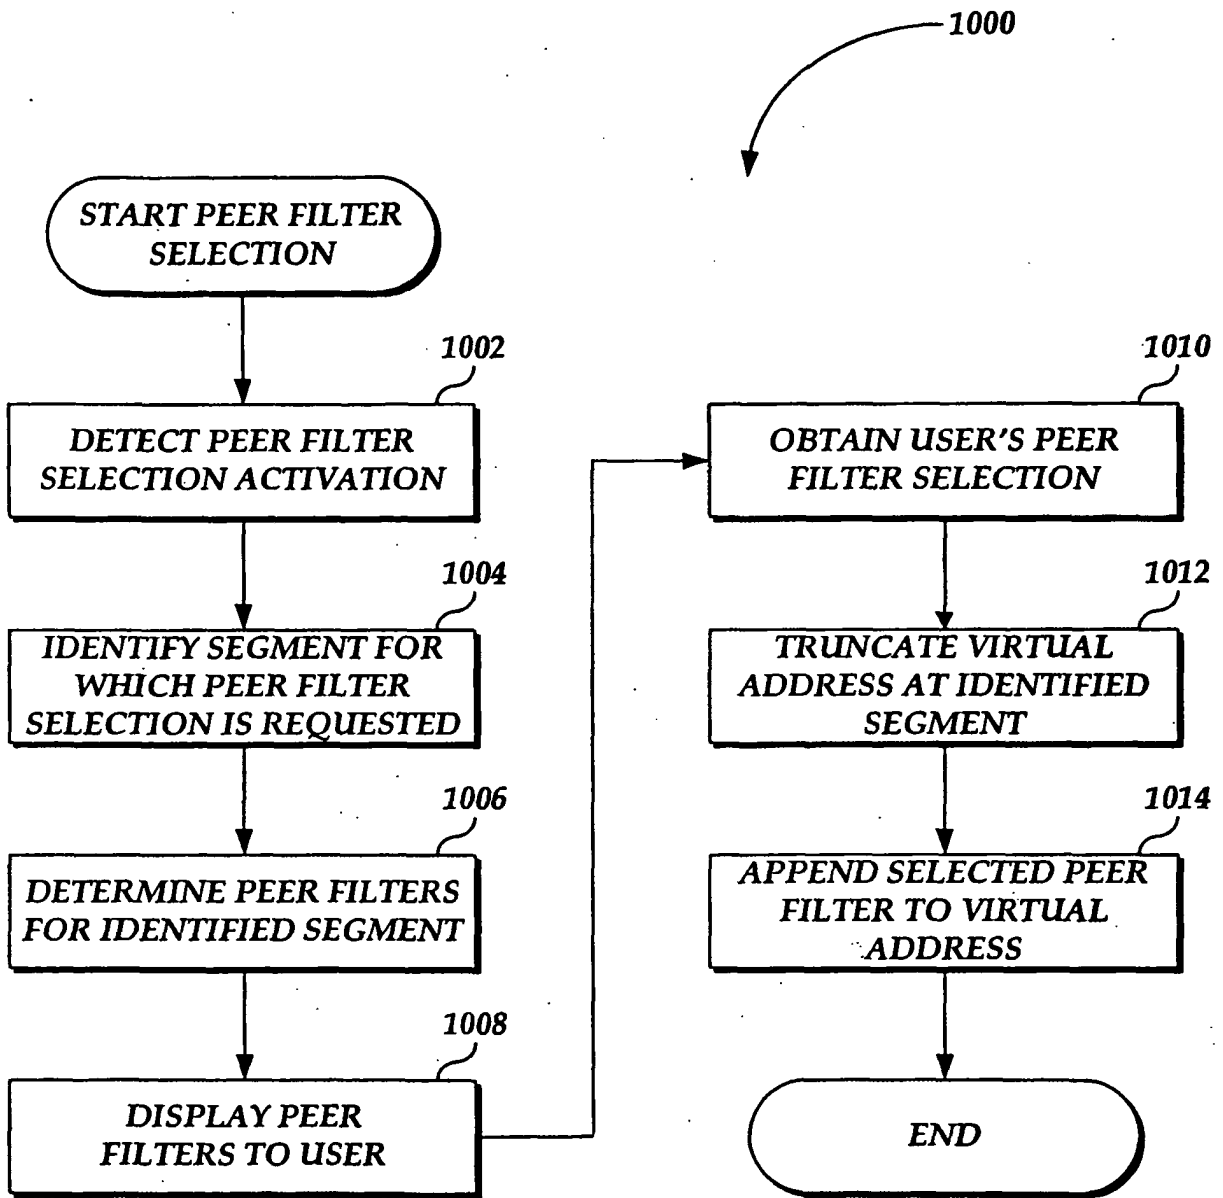 1000
START PEER FILTER
SELECTION
1002
DETECT PEER FILTER
SELECTION ACTIVATION
1004
IDENTIFY SEGMENT FOR
WHICH PEER FILTER
SELECTION IS REQUESTED
1006
DETERMINE PEER FILTERS
FOR IDENTIFIED SEGMENT
1008
DISPLAY PEER
FILTERS TO USER
1010
OBTAIN USER'S PEER
FILTER SELECTION
1012
TRUNCATE VIRTUAL
ADDRESS AT IDENTIFIED
SEGMENT
1014
APPEND SELECTED PEER
FILTER TO VIRTUAL
ADDRESS
END